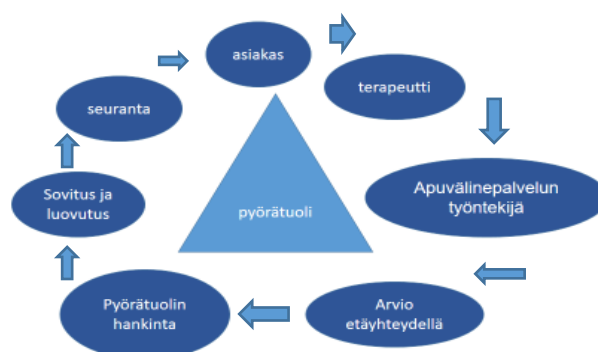 asiakas
terapeutti
Apuvälinepalvelun
työntekijä
Arvio
etäyhteydellä
Pyörätuolin
hankinta
Sovitus ja
luovutus
seuranta
pyörätuoli